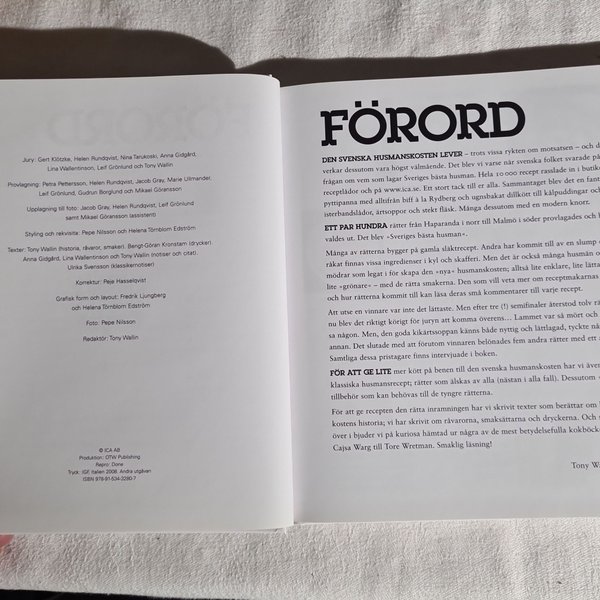 Jury: Gert Klötzke, Helen Rundqvist, Nina Tarukoski, Anna Gidgård,
Lina Wallentinson, Leif Grönlund och Tony Wallin
Provlagning: Petra Pettersson, Helen Rundqvist, Jacob Gray, Marie Ullmander,
Leif Grönlund, Gudrun Borglund och Mikael Göransson
Uppläggning till foto: Jacob Gray, Helen Rundqvist, Leif Grönlund
samt Mikael Göransson (assistent)
Styling och rekvisita: Pepe Nilsson och Helena Törnblom Edström
Texter: Tony Wallin (historia, råvaror, smaker). Bengt-Göran Kronstam (drycker).
Anna Gidgård, Lina Wallentinson och Tony Wallin (notiser och citat).
Ulrika Svensson (klassikernotiser)
Korrektur: Peje Hasselqvist
Grafisk form och layout: Fredrik Ljungberg
och Helena Törnblom Edström
Foto: Pepe Nilsson
Redaktör: Tony Wallin
© ICA AB
Produktion: OTW Publishing
Repro: Done
Tryck: IGF, Italien 2008. Andra utgåvan
ISBN 978-91-534-3280-7
FÖRORD
DEN SVENSKA HUSMANSKOSTEN LEVER – trots vissa rykten om motsatsen – och d
verkar dessutom vara högst välmående. Det blev vi varse när svenska folket svarade på
frågan om vem som lagar Sveriges bästa husman. Hela 10 000 recept rasslade in i butik
receptlådor och på www.ica.se. Ett stort tack till er alla. Sammantaget blev det en fant
pyttipanna med alltifrån biff à la Rydberg och ugnsbakat dillkött till kålpuddingar och
isterbandslådor, ärtsoppor och stekt fläsk. Många dessutom med en modern knorr.
ETT PAR HUNDRA rätter från Haparanda i norr till Malmö i söder provlagades och b
valdes ut. Det blev »Sveriges bästa husman«.
Många av rätterna bygger på gamla släktrecept. Andra har kommit till av en slump
råkat finnas vissa ingredienser i kyl och skafferi. Men det är också många husmän o
mödrar som legat i för skapa den »nya« husmanskosten; alltså lite enklare, lite lätta
lite »grönare« – med de rätta smakerna. Den som vill veta mer om receptmakarna
och hur rätterna kommit till kan läsa deras små kommentarer till varje recept.
Att utse en vinnare var inte det lättaste. Men efter tre (!) semifinaler återstod tolv rä
nu blev det riktigt körigt för juryn att komma överens... Lammet var så mört och
sa någon. Men, den goda kikärtssoppan känns både nyttig och lättlagad, tyckte nå
annan. Det slutade med att förutom vinnaren belönades fem andra rätter med ett
Samtliga dessa pristagare finns intervjuade i boken.
FÖR ATT GE LITE mer kött på benen till den svenska husmanskosten har vi även
klassiska husmansrecept; rätter som älskas av alla (nästan i alla fall). Dessutom
tillbehör som kan behövas till de tyngre rätterna.
För att ge recepten den rätta inramningen har vi skrivit texter som berättar om
kostens historia; vi har skrivit om råvarorna, smaksättarna och dryckerna. Och s
över i bjuder vi på kuriosa hämtad ur några av de mest betydelsefulla kokböcke
Cajsa Warg till Tore Wretman. Smaklig läsning!
Tony Wa